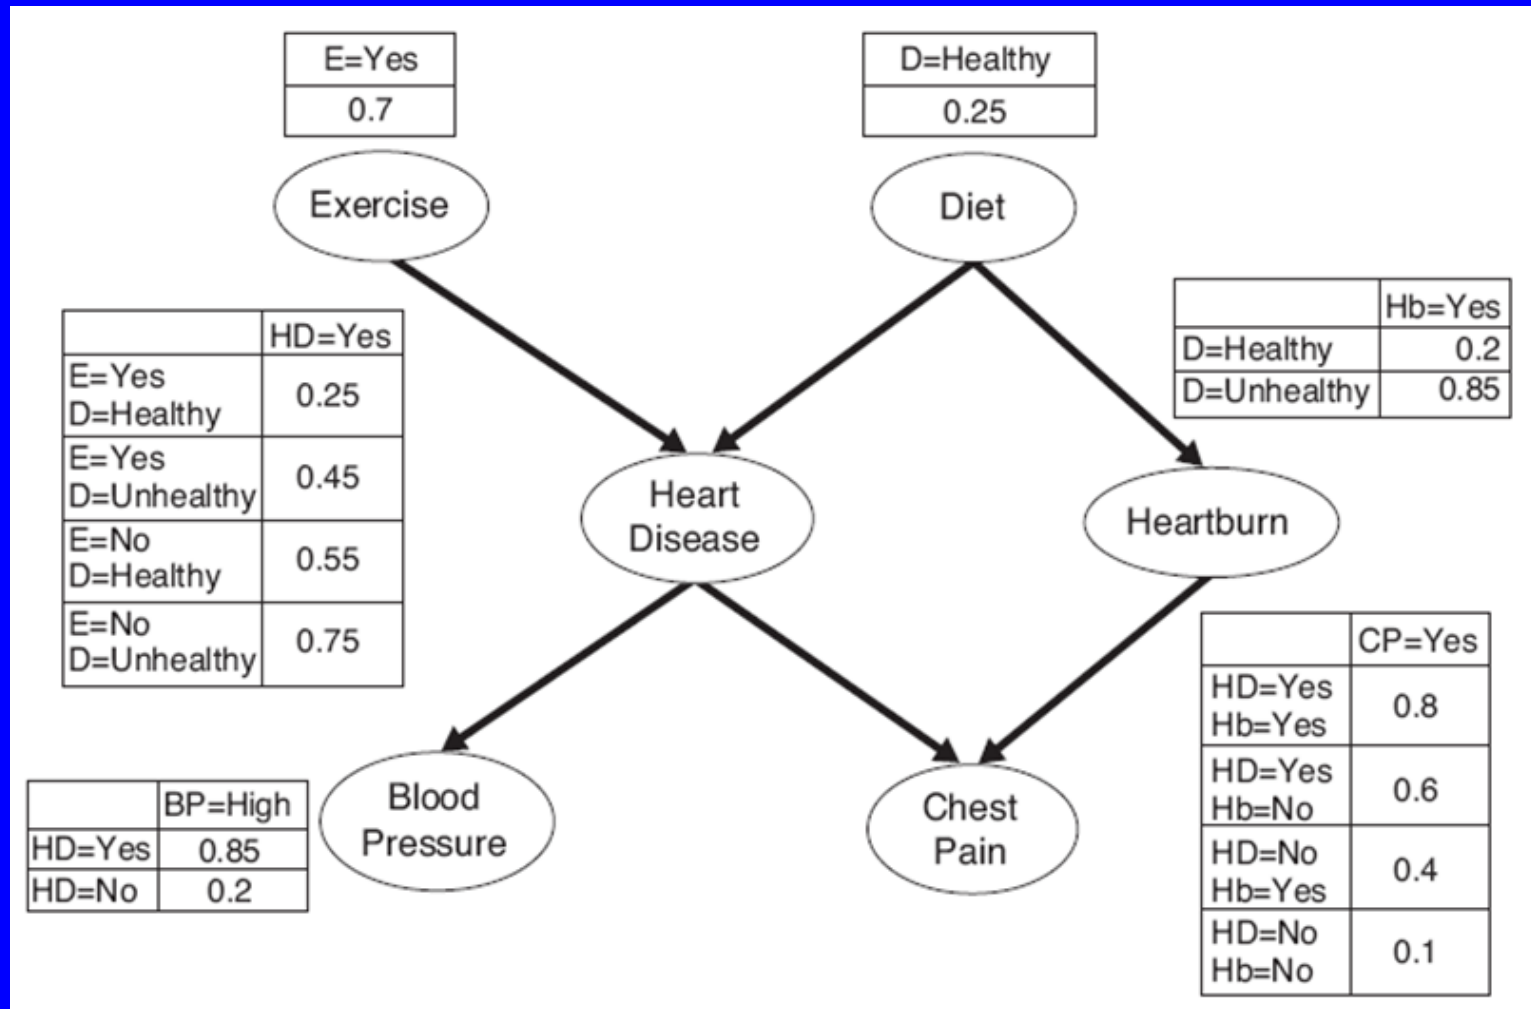 E=Yes
0.7
D=Healthy
0.25
Exercise
Diet
HD=Yes
E=Yes
D=Healthy
0.25
E=Yes
D=Unhealthy
0.45
E=No
D=Healthy
0.55
E=No
D=Unhealthy
0.75
Hb=Yes
D=Healthy 0.2
D=Unhealthy 0.85
Heart
Disease
Heartburn
CP=Yes
HD=Yes
Hb=Yes
0.8
HD=Yes
Hb=No
0.6
HD=No
Hb=Yes
0.4
HD=No
Hb=No
0.1
BP=High
HD=Yes 0.85
HD=No 0.2
Blood
Pressure
Chest
Pain